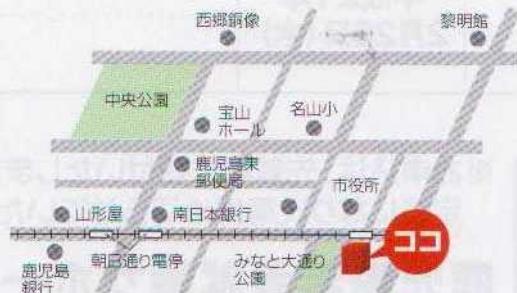 西郷銅像
黎明館
中央公園
宝山
ホール
名山小
鹿児島東
郵便局
市役所
山形屋
南日本銀行
ココ
鹿児島
銀行
朝日通り電停
みなと大通り
公園